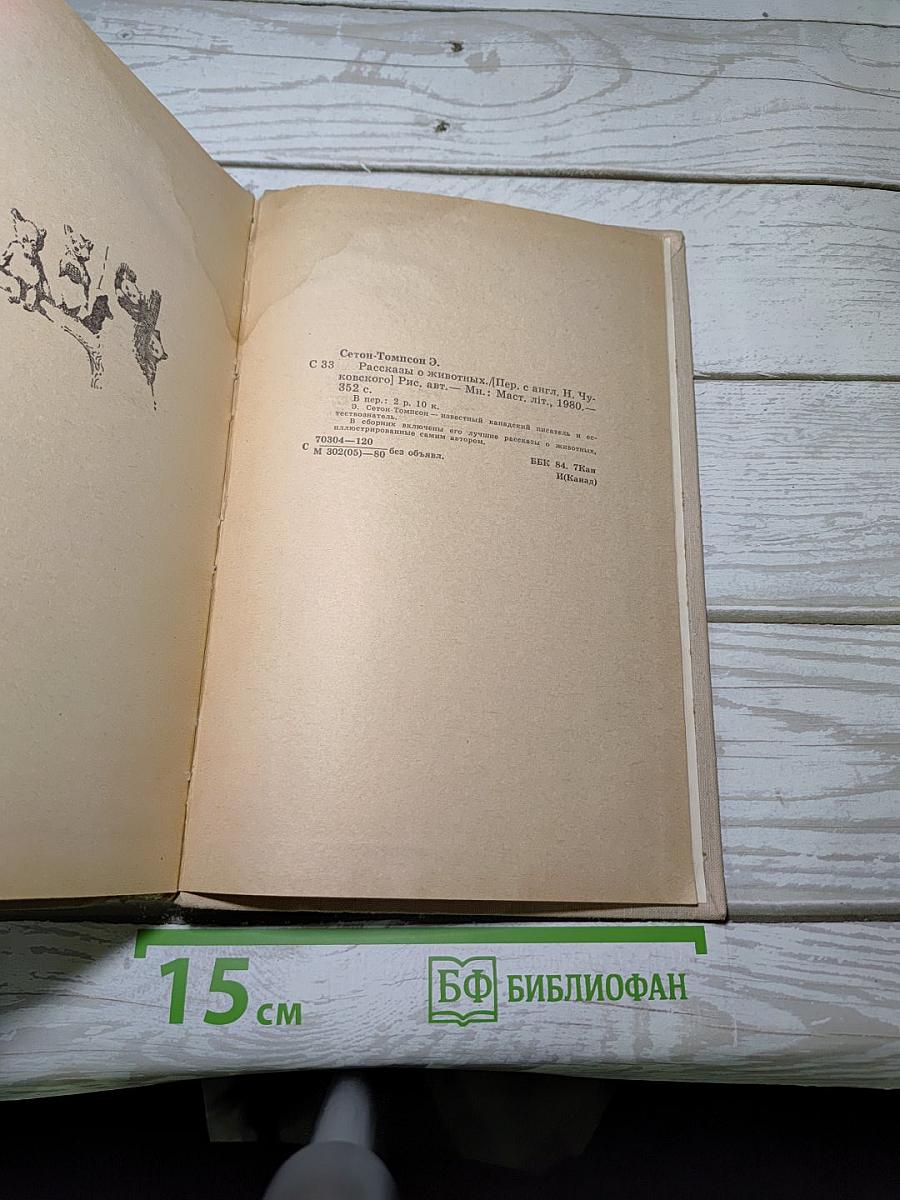 Сетон-Томпсон Э.
С 33 Рассказы о животных./[Пер. с англ. Н. Чу-
ковского] Рис. авт.— Мн.: Маст. літ., 1980.—
352 с.
В пер.: 2 р. 10 к.
Э. Сетон-Томпсон — известный канадский писатель и ес-
тествознатель.
В сборник включены его лучшие рассказы о животных,
иллюстрированные самим автором.
70304—120
С М 302(05)—80 без объявл.
ББК 84. 7Кан
И(Канад)
15 см
БФ БИБЛИОФАН